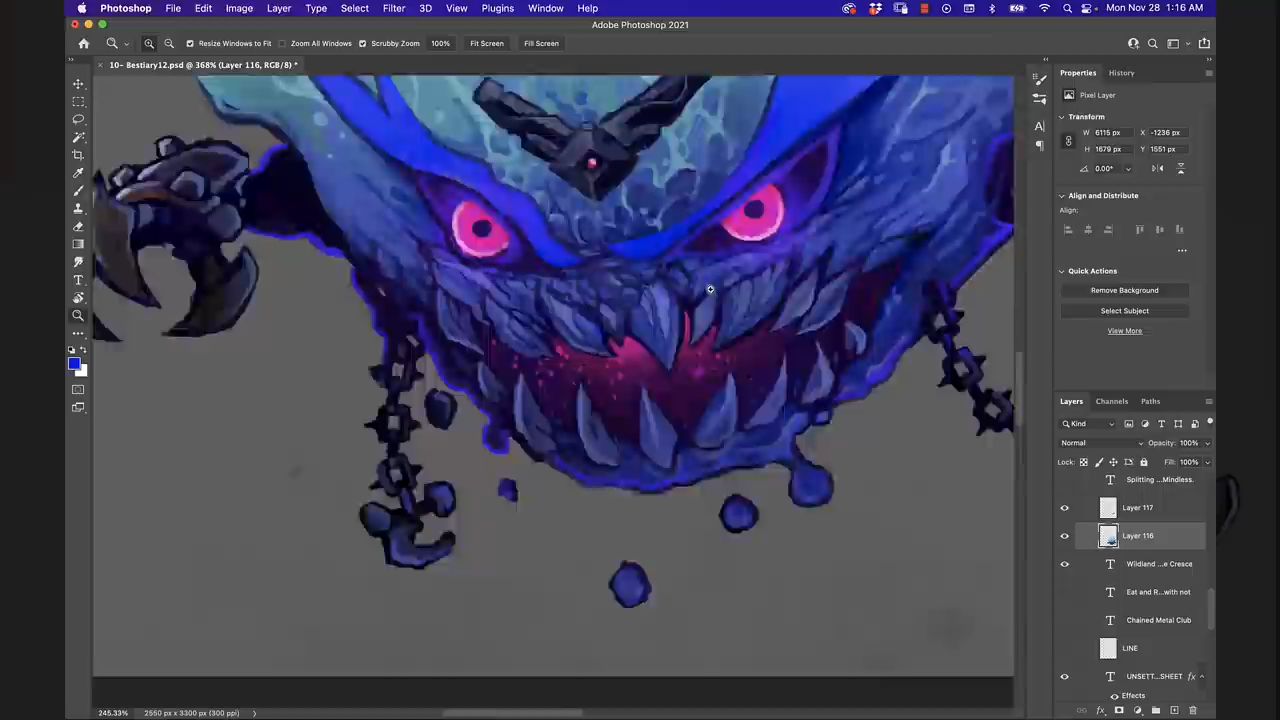 Photoshop File Edit Image Layer Type Select Filter 3D View Plugins Window Help Mon Nov 28 1:16 AM
Adobe Photoshop 2021
Resize Windows to Fit Zoom All Windows Scrubby Zoom 100% Fit Screen Fill Screen
10- Bestiary12.psd @ 368% (Layer 116, RGB/8) *
Properties History
Pixel Layer
Transform
W 6115 px X -1236 px
H 1679 px Y 1551 px
0.00°
Align and Distribute
Align:
Quick Actions
Remove Background
Select Subject
View More
Layers Channels Paths
Kind
Normal Opacity: 100%
Lock: Fill: 100%
Splitting ...Mindless.
Layer 117
Layer 116
Wildland ...e Cresce
Eat and R...with not
Chained Metal Club
LINE
UNSETT...SHEET fx
Effects
245.33% 2550 px x 3300 px (300 ppi)